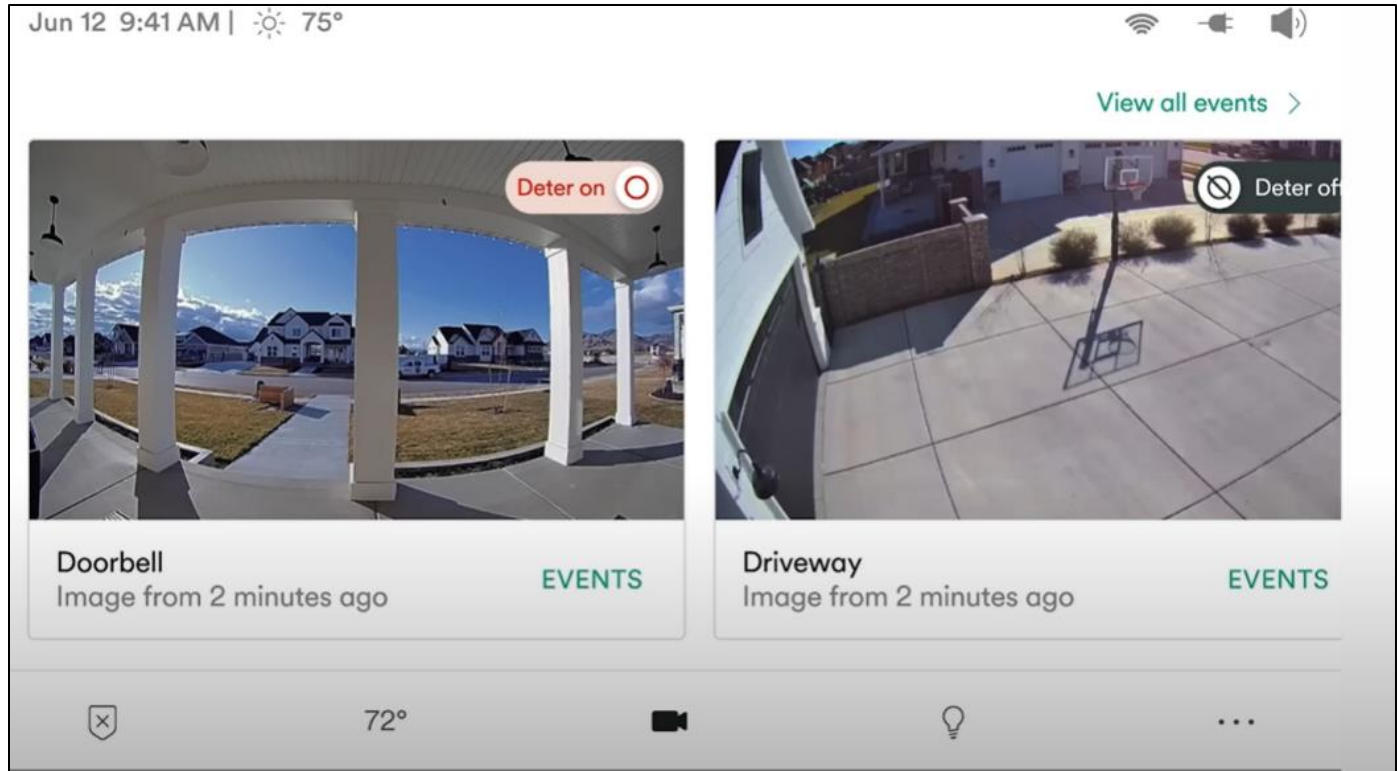 Jun 12 9:41 AM | 75°
View all events >
Deter on
Deter of
Doorbell
Image from 2 minutes ago
EVENTS
Driveway
Image from 2 minutes ago
EVENTS
72°